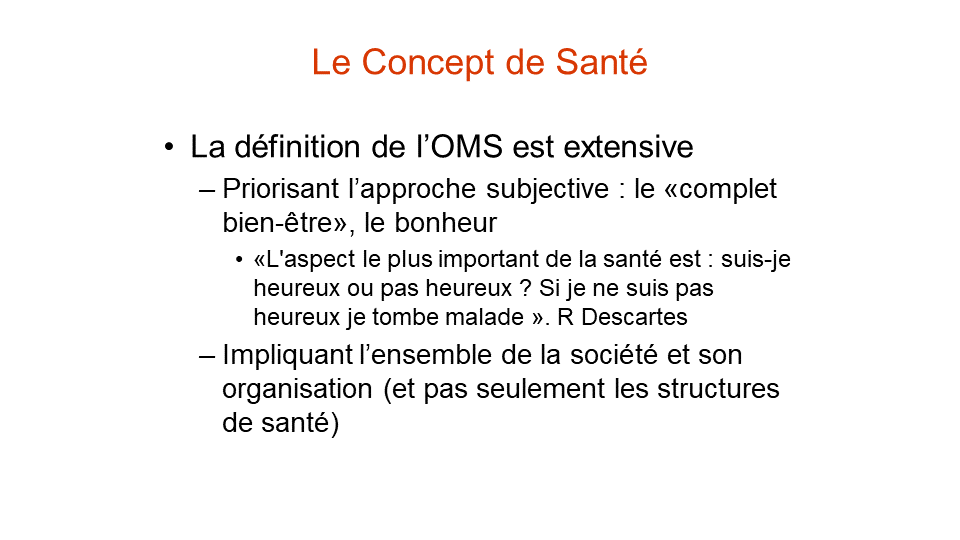 Le Concept de Santé
• La définition de l’OMS est extensive
– Priorisant l’approche subjective : le «complet
bien-être», le bonheur
• «L'aspect le plus important de la santé est : suis-je
heureux ou pas heureux ? Si je ne suis pas
heureux je tombe malade ». R Descartes
– Impliquant l’ensemble de la société et son
organisation (et pas seulement les structures
de santé)